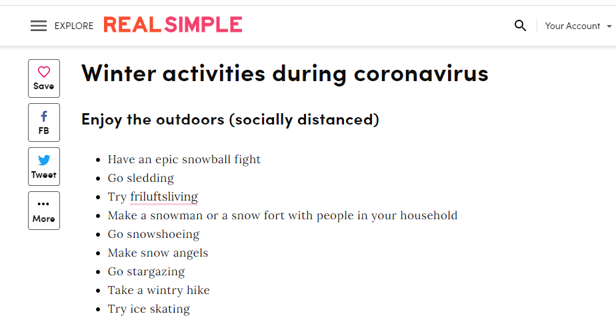 EXPLORE REAL SIMPLE Your Account
Winter activities during coronavirus
Save
Enjoy the outdoors (socially distanced)
FB
Have an epic snowball fight
Go sledding
Tweet
Try friluftsliving
Make a snowman or a snow fort with people in your household
More
Go snowshoeing
Make snow angels
Go stargazing
Take a wintry hike
Try ice skating